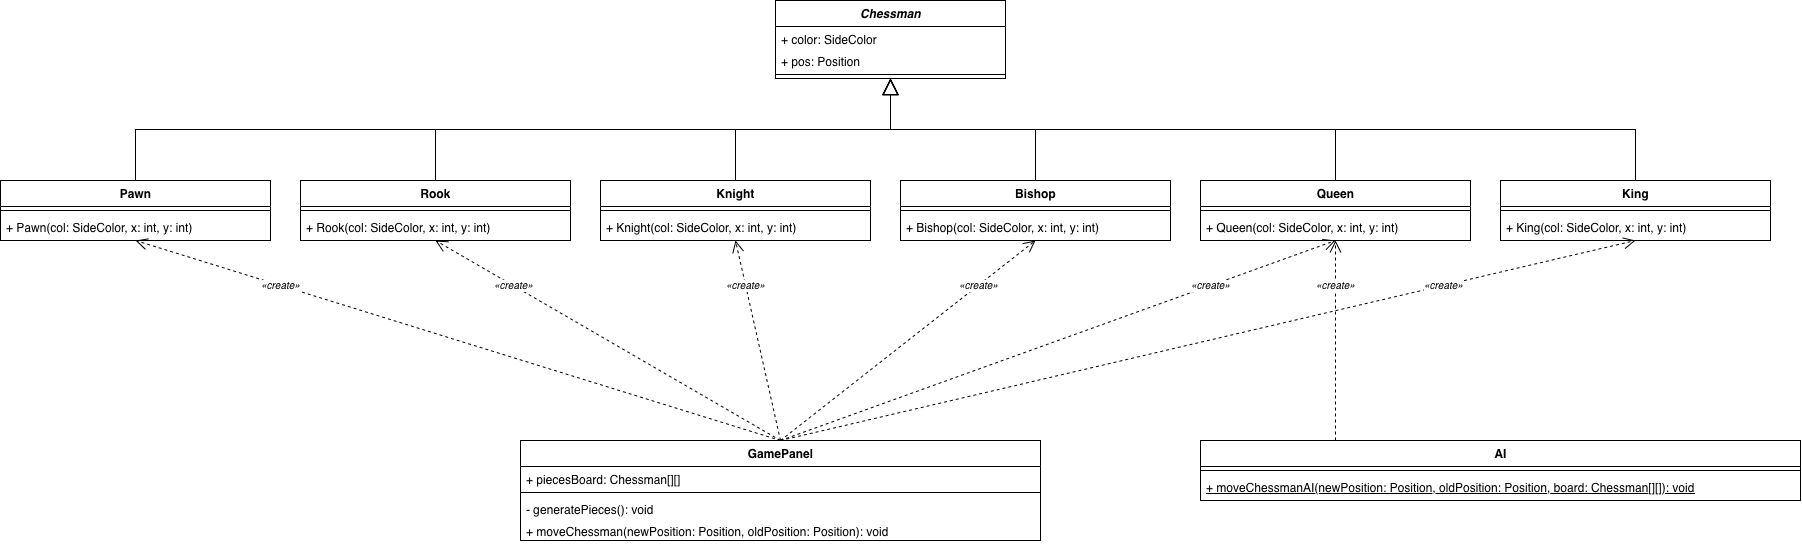 Chessman
+ color: SideColor
+ pos: Position
Pawn
+ Pawn(col: SideColor, x: int, y: int)
Rook
+ Rook(col: SideColor, x: int, y: int)
Knight
+ Knight(col: SideColor, x: int, y: int)
Bishop
+ Bishop(col: SideColor, x: int, y: int)
Queen
+ Queen(col: SideColor, x: int, y: int)
King
+ King(col: SideColor, x: int, y: int)
«create»
«create»
«create»
«create»
«create»
«create»
«create»
GamePanel
+ piecesBoard: Chessman[][]
- generatePieces(): void
+ moveChessman(newPosition: Position, oldPosition: Position): void
AI
+ moveChessmanAI(newPosition: Position, oldPosition: Position, board: Chessman[][]): void